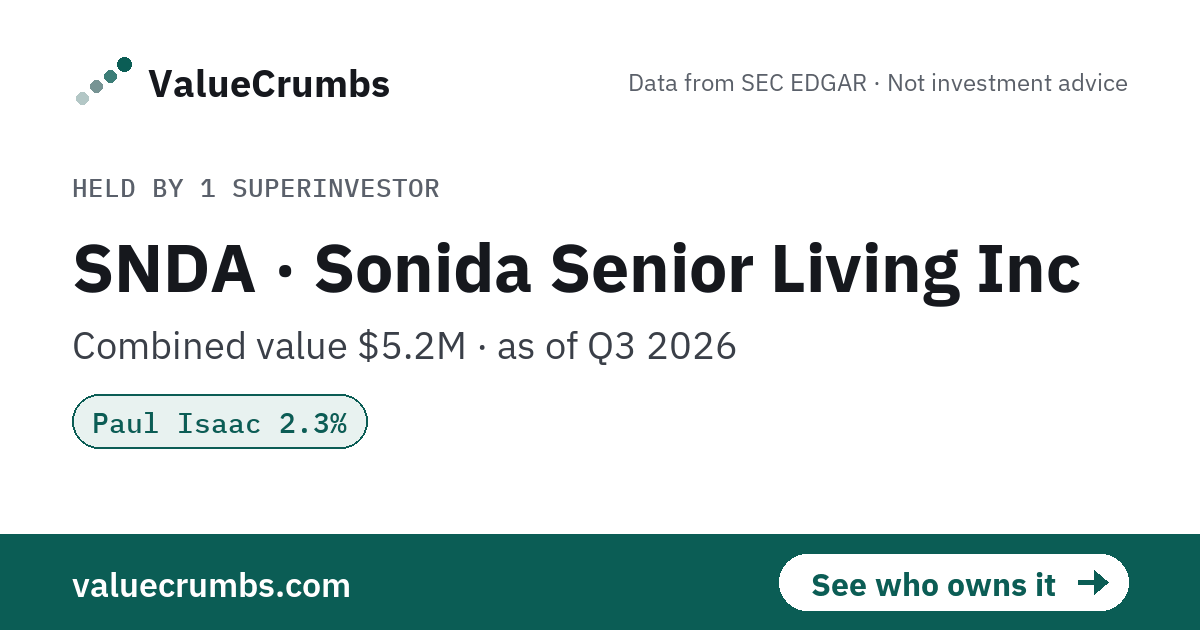 ValueCrumbs
Data from SEC EDGAR · Not investment advice
HELD BY 1 SUPERINVESTOR
SNDA · Sonida Senior Living Inc
Combined value $5.2M · as of Q3 2026
Paul Isaac 2.3%
valuecrumbs.com
See who owns it →